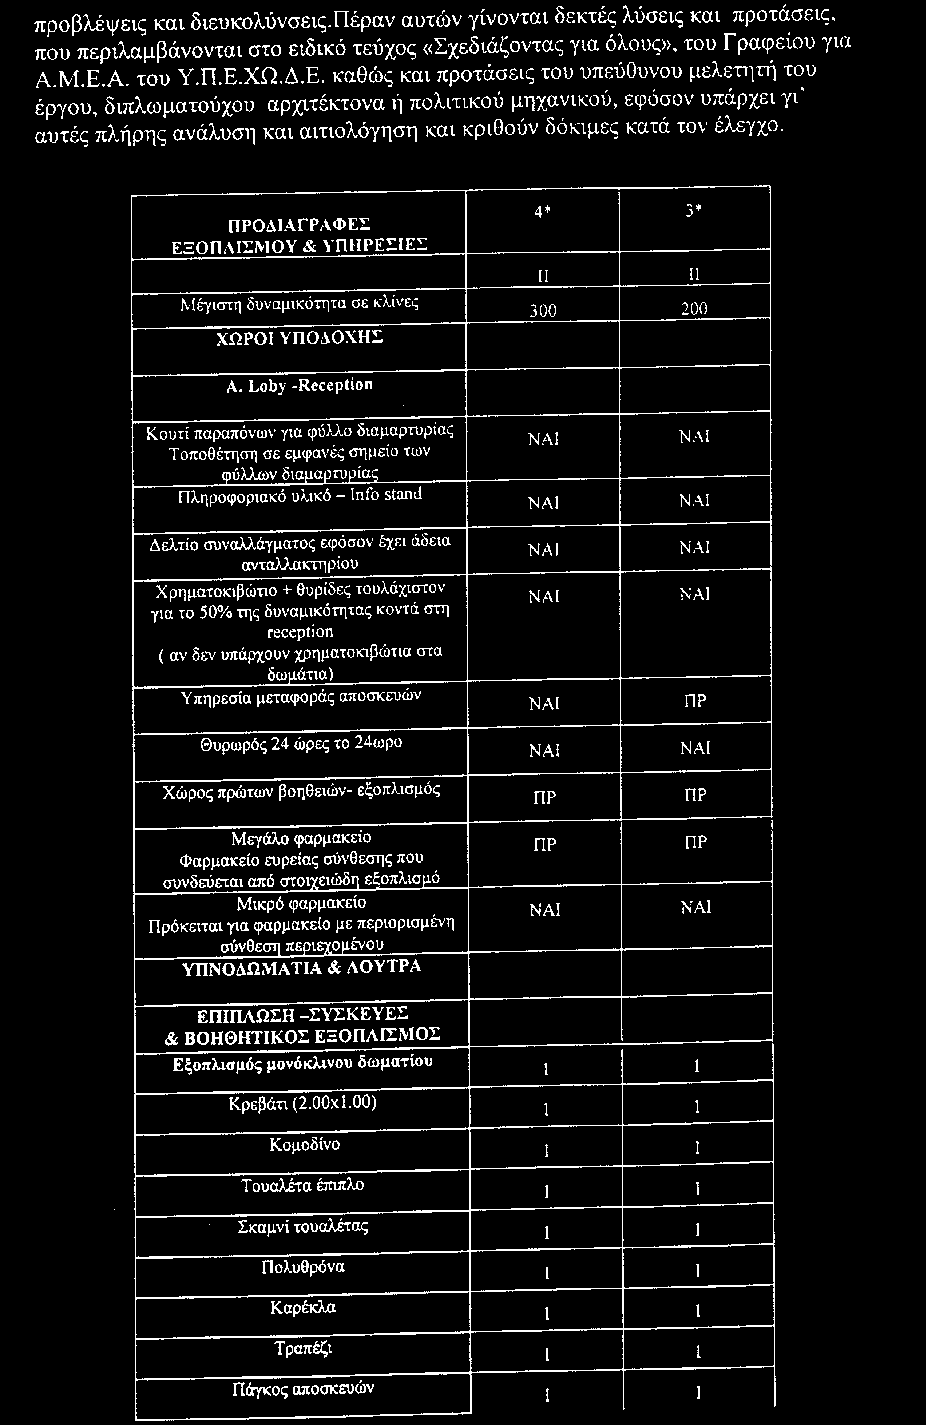 προβλέψεις και διευκολύνσεις.Πέραν αυτών γίνονται δεκτές λύσεις και προτάσεις,
που περιλαμβάνονται στο ειδικό τεύχος «Σχεδιάζοντας για όλους», του Γραφείου για
Α.Μ.Ε.Α. του Υ.Π.Ε.ΧΩ.Δ.Ε. καθώς και προτάσεις του υπεύθυνου μελετητή του
έργου, διπλωματούχου αρχιτέκτονα ή πολιτικού μηχανικού, εφόσον υπάρχει γι'
αυτές πλήρης ανάλυση και αιτιολόγηση και κριθούν δόκιμες κατά τον έλεγχο.
ΠΡΟΔΙΑΓΡΑΦΕΣ
ΕΞΟΠΛΙΣΜΟΥ & ΥΠΗΡΕΣΙΕΣ 4* 3*
Π Π
Μέγιστη δυναμικότητα σε κλίνες 300 200
ΧΩΡΟΙ ΥΠΟΔΟΧΗΣ
Α. Loby -Reception
Κουτί παραπόνων για φύλλο διαμαρτυρίας ΝΑΙ ΝΑΙ
Τοποθέτηση σε εμφανές σημείο των
φύλλων διαμαρτυρίας
Πληροφοριακό υλικό – Info stand ΝΑΙ ΝΑΙ
Δελτίο συναλλάγματος εφόσον έχει άδεια ΝΑΙ ΝΑΙ
ανταλλακτηρίου
Χρηματοκιβώτιο + θυρίδες τουλάχιστον ΝΑΙ ΝΑΙ
για το 50% της δυναμικότητας κοντά στη
reception
( αν δεν υπάρχουν χρηματοκιβώτια στα
δωμάτια)
Υπηρεσία μεταφοράς αποσκευών ΝΑΙ ΠΡ
Θυρωρός 24 ώρες το 24ωρο ΝΑΙ ΝΑΙ
Χώρος πρώτων βοηθειών- εξοπλισμός ΠΡ ΠΡ
Μεγάλο φαρμακείο ΠΡ ΠΡ
Φαρμακείο ευρείας σύνθεσης που
συνδεύεται από στοιχειώδη εξοπλισμό
Μικρό φαρμακείο ΝΑΙ ΝΑΙ
Πρόκειται για φαρμακείο με περιορισμένη
σύνθεση περιεχομένου
ΥΠΝΟΔΩΜΑΤΙΑ & ΛΟΥΤΡΑ
ΕΠΙΠΛΩΣΗ –ΣΥΣΚΕΥΕΣ
& ΒΟΗΘΗΤΙΚΟΣ ΕΞΟΠΛΙΣΜΟΣ
Εξοπλισμός μονόκλινου δωματίου 1 1
Κρεβάτι (2.00x1.00) 1 1
Κομοδίνο 1 1
Τουαλέτα έπιπλο 1 1
Σκαμνί τουαλέτας 1 1
Πολυθρόνα 1 1
Καρέκλα 1 1
Τραπέζι 1 1
Πάγκος αποσκευών 1 1